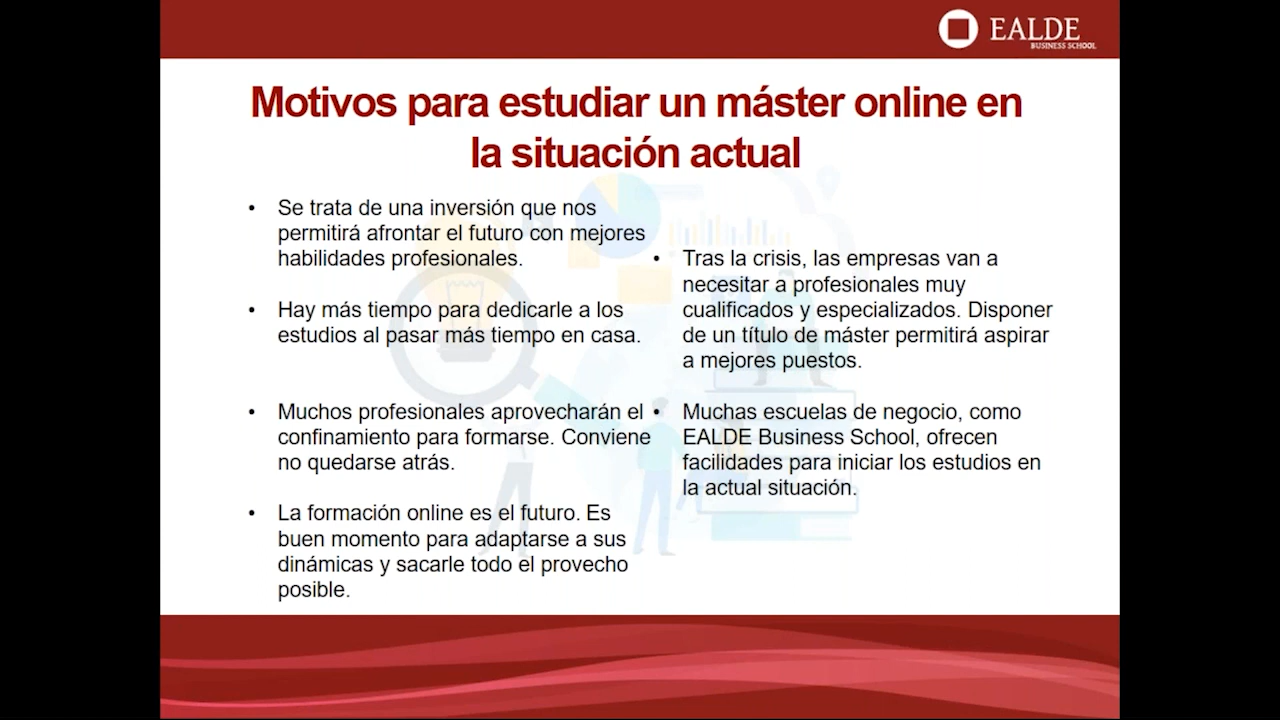 EALDE
BUSINESS SCHOOL
Motivos para estudiar un máster online en
la situación actual
• Se trata de una inversión que nos
permitirá afrontar el futuro con mejores
habilidades profesionales.
• Hay más tiempo para dedicarle a los
estudios al pasar más tiempo en casa.
• Muchos profesionales aprovecharán el
confinamiento para formarse. Conviene
no quedarse atrás.
• La formación online es el futuro. Es
buen momento para adaptarse a sus
dinámicas y sacarle todo el provecho
posible.
• Tras la crisis, las empresas van a
necesitar a profesionales muy
cualificados y especializados. Disponer
de un título de máster permitirá aspirar
a mejores puestos.
• Muchas escuelas de negocio, como
EALDE Business School, ofrecen
facilidades para iniciar los estudios en
la actual situación.